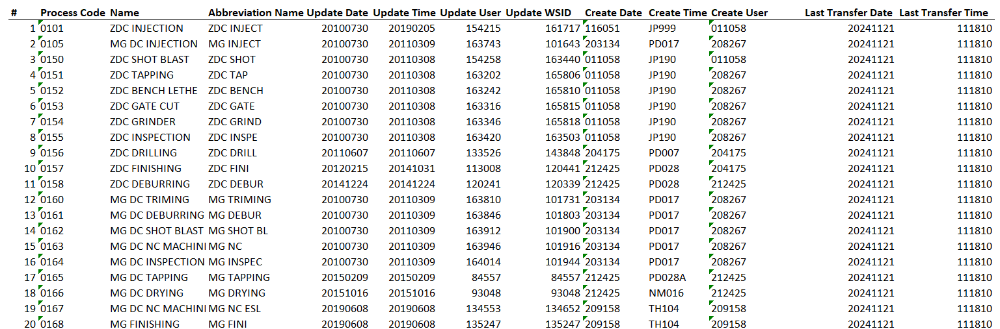 # Process Code Name Abbreviation Name Update Date Update Time Update User Update WSID Create Date Create Time Create User Last Transfer Date Last Transfer Time
1 0101 ZDC INJECTION ZDC INJECT 20100730 20190205 154215 161717 116051 JP999 011058 20241121 111810
2 0105 MG DC INJECTION MG INJECT 20100730 20110309 163743 101643 203134 PD017 208267 20241121 111810
3 0150 ZDC SHOT BLAST ZDC SHOT 20100730 20110308 154258 163440 011058 JP190 011058 20241121 111810
4 0151 ZDC TAPPING ZDC TAP 20100730 20110308 163202 165806 011058 JP190 208267 20241121 111810
5 0152 ZDC BENCH LETHE ZDC BENCH 20100730 20110308 163242 165810 011058 JP190 208267 20241121 111810
6 0153 ZDC GATE CUT ZDC GATE 20100730 20110308 163316 165815 011058 JP190 208267 20241121 111810
7 0154 ZDC GRINDER ZDC GRIND 20100730 20110308 163346 165818 011058 JP190 208267 20241121 111810
8 0155 ZDC INSPECTION ZDC INSPE 20100730 20110308 163420 163503 011058 JP190 208267 20241121 111810
9 0156 ZDC DRILLING ZDC DRILL 20110607 20110607 133526 143848 204175 PD007 204175 20241121 111810
10 0157 ZDC FINISHING ZDC FINI 20120215 20141031 113008 120441 212425 PD028 204175 20241121 111810
11 0158 ZDC DEBURRING ZDC DEBUR 20141224 20141224 120241 120339 212425 PD028 212425 20241121 111810
12 0160 MG DC TRIMING MG TRIMING 20100730 20110309 163810 101731 203134 PD017 208267 20241121 111810
13 0161 MG DC DEBURRING MG DEBUR 20100730 20110309 163846 101803 203134 PD017 208267 20241121 111810
14 0162 MG DC SHOT BLAST MG SHOT BL 20100730 20110309 163912 101900 203134 PD017 208267 20241121 111810
15 0163 MG DC NC MACHINI MG NC 20100730 20110309 163946 101916 203134 PD017 208267 20241121 111810
16 0164 MG DC INSPECTION MG INSPEC 20100730 20110309 164014 101944 203134 PD017 208267 20241121 111810
17 0165 MG DC TAPPING MG TAPPING 20150209 20150209 84557 84557 212425 PD028A 212425 20241121 111810
18 0166 MG DC DRYING MG DRYING 20151016 20151016 93048 93048 212425 NM016 212425 20241121 111810
19 0167 MG DC NC MACHINI MG NC ESL 20190608 20190608 134553 134652 209158 TH104 209158 20241121 111810
20 0168 MG FINISHING MG FINI 20190608 20190608 135247 135247 209158 TH104 209158 20241121 111810